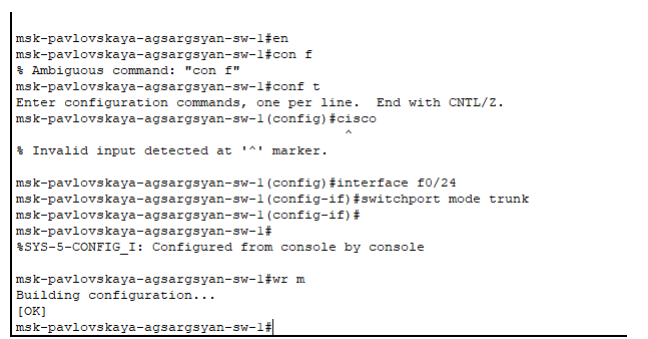 msk-pavlovskaya-agsargsyan-sw-1#en
msk-pavlovskaya-agsargsyan-sw-1#con f
% Ambiguous command: "con f"
msk-pavlovskaya-agsargsyan-sw-1#conf t
Enter configuration commands, one per line.  End with CNTL/Z.
msk-pavlovskaya-agsargsyan-sw-1(config)#cisco
                                        ^
% Invalid input detected at '^' marker.

msk-pavlovskaya-agsargsyan-sw-1(config)#interface f0/24
msk-pavlovskaya-agsargsyan-sw-1(config-if)#switchport mode trunk
msk-pavlovskaya-agsargsyan-sw-1(config-if)#
msk-pavlovskaya-agsargsyan-sw-1#
%SYS-5-CONFIG_I: Configured from console by console

msk-pavlovskaya-agsargsyan-sw-1#wr m
Building configuration...
[OK]
msk-pavlovskaya-agsargsyan-sw-1#